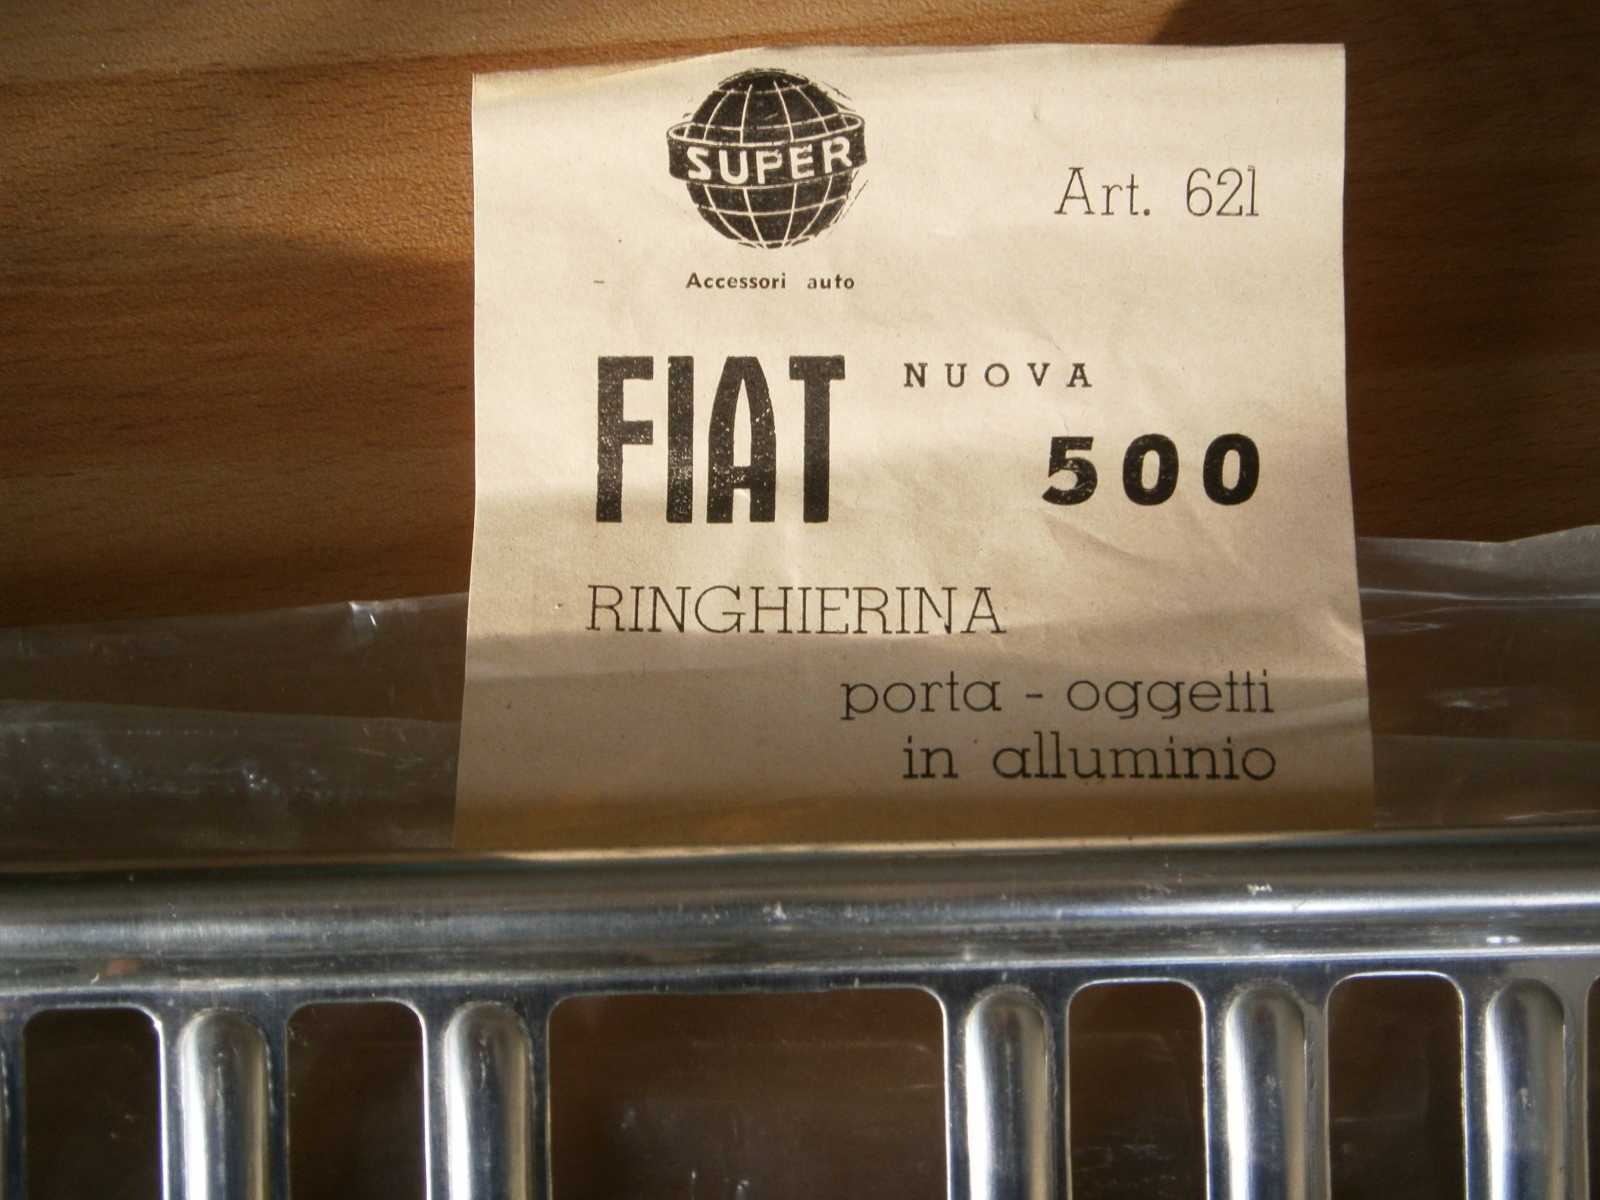 SUPER
Art. 621
Accessori auto
FIAT NUOVA
500
RINGHIERINA
porta - oggetti
in alluminio